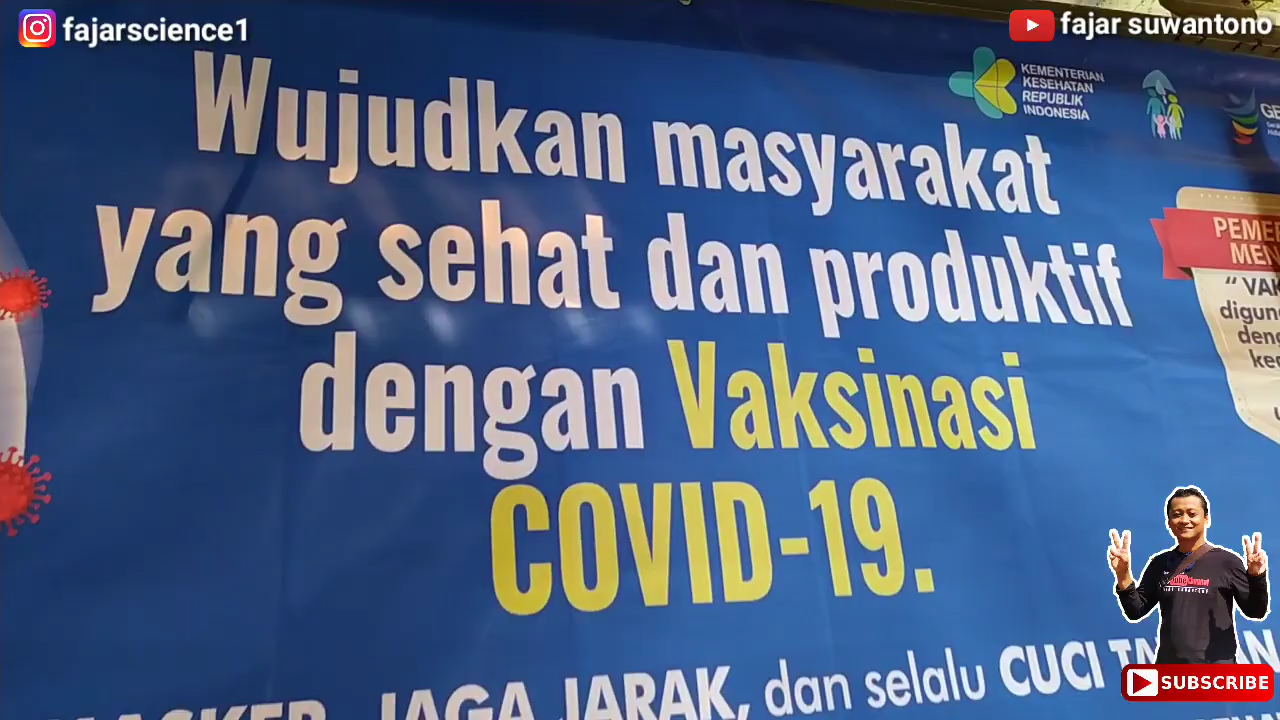 fajarscience1
fajar suwantono
KEMENTERIAN
KESEHATAN
REPUBLIK
INDONESIA
Wujudkan masyarakat
yang sehat dan produktif
dengan Vaksinasi
COVID-19.
JAGA JARAK, dan selalu CUCI
SUBSCRIBE